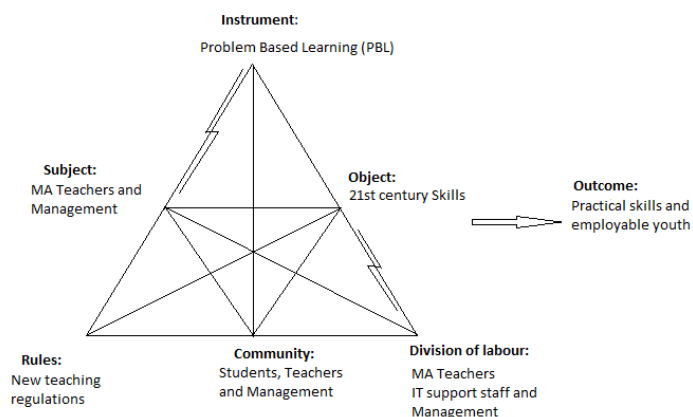 Instrument:
Problem Based Learning (PBL)
Subject:
MA Teachers and
Management
Object:
21st century Skills
Outcome:
Practical skills and
employable youth
Rules:
New teaching
regulations
Community:
Students, Teachers
and Management
Division of labour:
MA Teachers
IT support staff and
Management